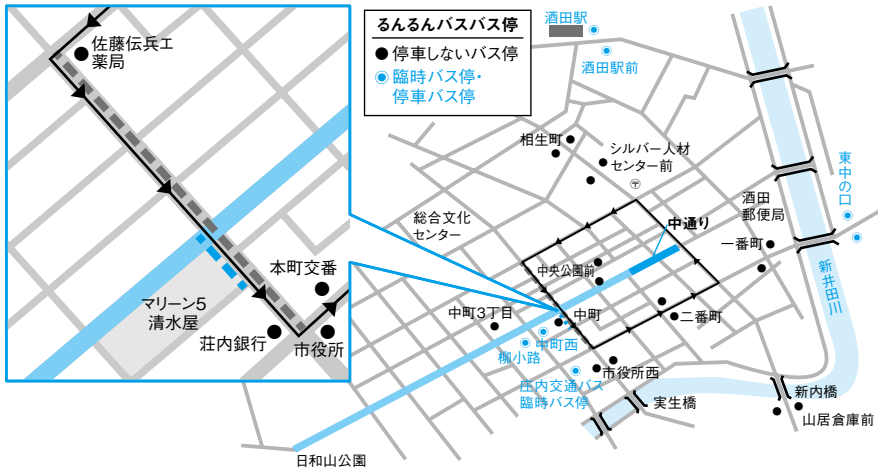 佐藤伝兵エ
薬局
本町交番
マリーン5
清水屋
荘内銀行
市役所
るんるんバスバス停
停車しないバス停
臨時バス停・
停車バス停
酒田駅
酒田駅前
相生町
シルバー人材
センター前
〒
酒田
郵便局
東中の口
総合文化
センター
中通り
一番町
中央公園前
新井田川
中町3丁目
中町
中町西
柳小路
二番町
市役所西
庄内交通バス
臨時バス停
実生橋
新内橋
山居倉庫前
日和山公園